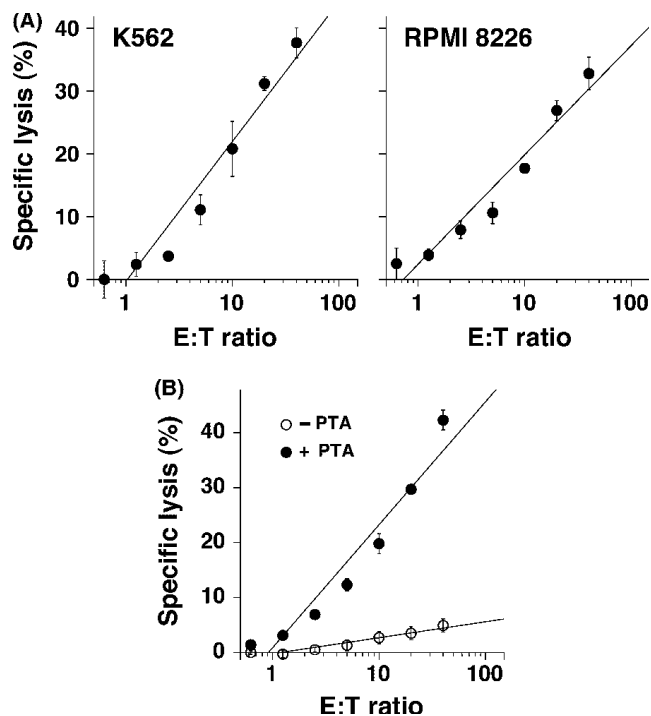 (A)
K562
RPMI 8226
Specific lysis (%)
40
30
20
10
0
1 10 100
1 10 100
E:T ratio
E:T ratio
(B)
Specific lysis (%)
– PTA
+ PTA
40
30
20
10
0
1 10 100
E:T ratio